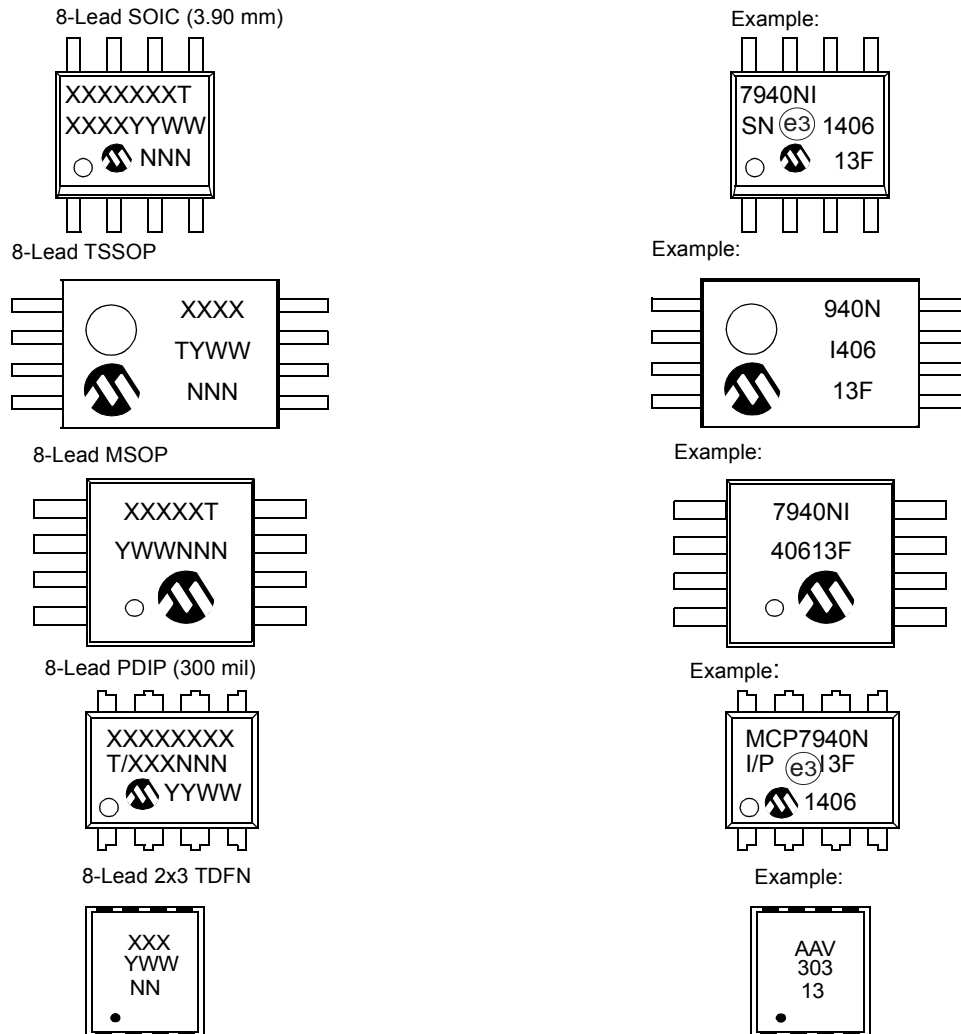 8-Lead SOIC (3.90 mm)
XXXXXXXT
XXXXYYWW
NNN
Example:
7940NI
SN e3 1406
13F
8-Lead TSSOP
XXXX
TYWW
NNN
Example:
940N
I406
13F
8-Lead MSOP
XXXXXT
YWWNNN
Example:
7940NI
40613F
8-Lead PDIP (300 mil)
XXXXXXXX
T/XXXNNN
YYWW
Example:
MCP7940N
I/P e3 13F
1406
8-Lead 2x3 TDFN
XXX
YWW
NN
Example:
AAV
303
13